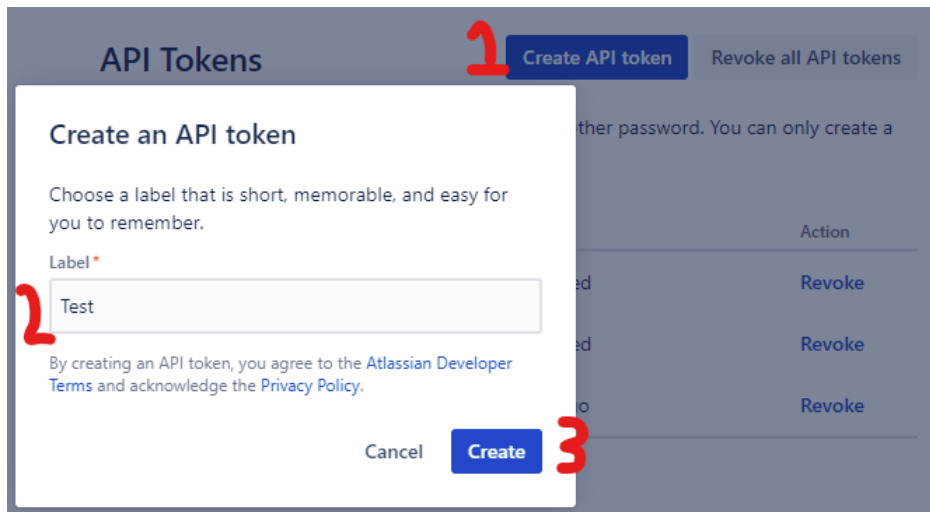 API Tokens
1
Create API token
Revoke all API tokens
Create an API token
other password. You can only create a
Choose a label that is short, memorable, and easy for
you to remember.
Action
Label *
ed
Revoke
2
Test
ed
Revoke
By creating an API token, you agree to the Atlassian Developer
Terms and acknowledge the Privacy Policy.
go
Revoke
3
Cancel
Create